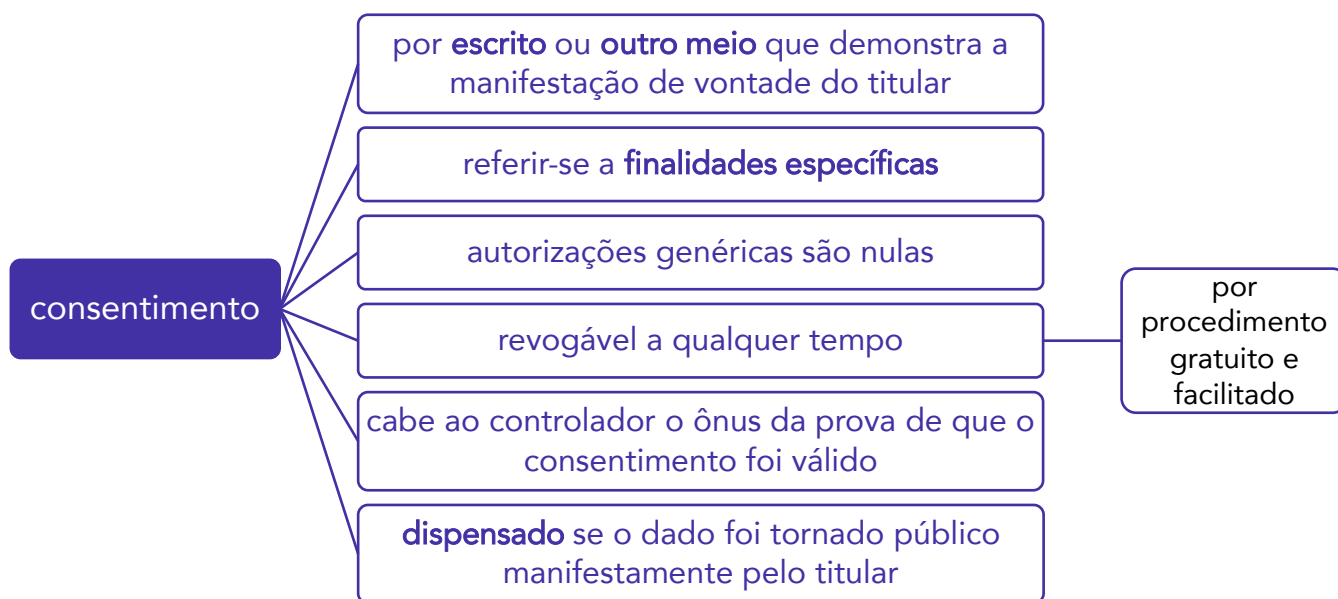 por escrito ou outro meio que demonstra a
manifestação de vontade do titular
referir-se a finalidades específicas
autorizações genéricas são nulas
consentimento
revogável a qualquer tempo
por
procedimento
gratuito e
facilitado
cabe ao controlador o ônus da prova de que o
consentimento foi válido
dispensado se o dado foi tornado público
manifestamente pelo titular